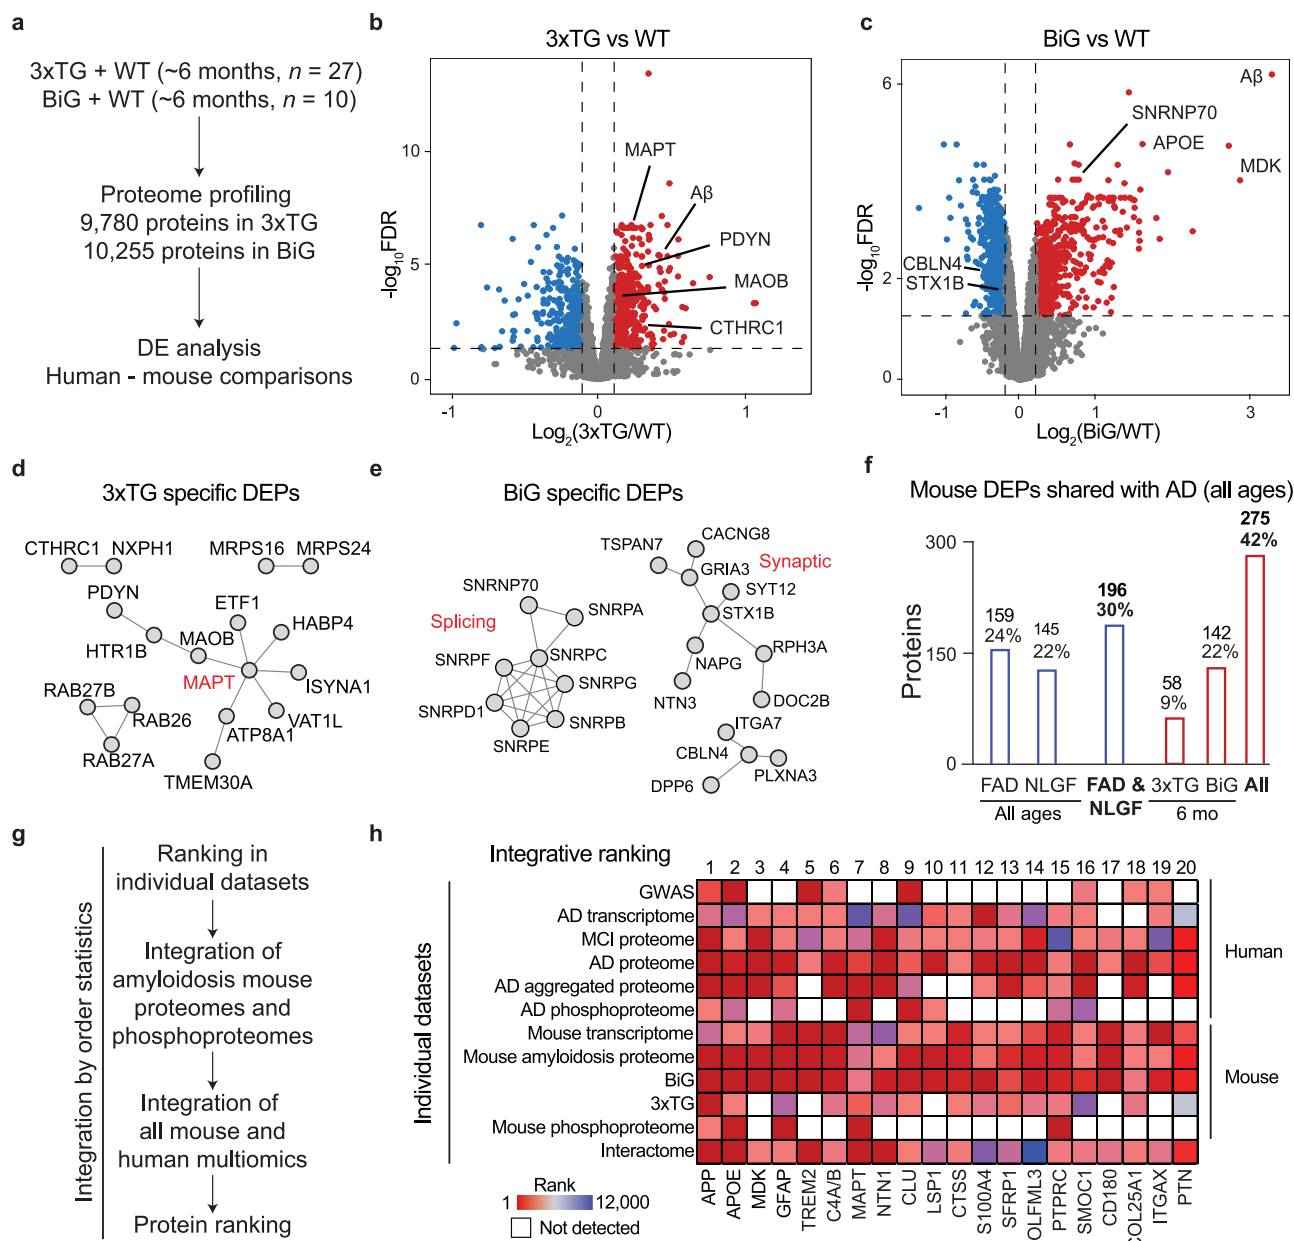 a
3xTG + WT (~6 months, n = 27)
BiG + WT (~6 months, n = 10)
Proteome profiling
9,780 proteins in 3xTG
10,255 proteins in BiG
DE analysis
Human - mouse comparisons
b
3xTG vs WT
-log10FDR
10
5
0
MAPT
Aβ
PDYN
MAOB
CTHRC1
-1
0
1
Log2(3xTG/WT)
c
BiG vs WT
-log10FDR
6
2
0
Aβ
SNRNP70
APOE
MDK
CBLN4
STX1B
-1
0
1
3
Log2(BiG/WT)
d
3xTG specific DEPs
CTHRC1
NXPH1
MRPS16
MRPS24
PDYN
ETF1
HABP4
HTR1B
MAOB
MAPT
ISYNA1
RAB27B
RAB26
VAT1L
ATP8A1
RAB27A
TMEM30A
e
BiG specific DEPs
CACNG8
TSPAN7
GRIA3
Synaptic
SNRNP70
SYT12
Splicing
SNRPA
STX1B
SNRPF
SNRPC
NAPG
RPH3A
SNRPG
SNRPD1
NTN3
DOC2B
SNRPB
SNRPE
ITGA7
CBLN4
PLXNA3
DPP6
f
Mouse DEPs shared with AD (all ages)
Proteins
300
150
0
159
24%
145
22%
196
30%
58
9%
142
22%
275
42%
FAD
NLGF
FAD &
NLGF
3xTG
BiG
All
All ages
6 mo
g
Integration by order statistics
Ranking in
individual datasets
Integration of
amyloidosis mouse
proteomes and
phosphoproteomes
Integration of
all mouse and
human multiomics
Protein ranking
h
Integrative ranking
1 2 3 4 5 6 7 8 9 10 11 12 13 14 15 16 17 18 19 20
Individual datasets
GWAS
AD transcriptome
MCI proteome
AD proteome
AD aggregated proteome
AD phosphoproteome
Mouse transcriptome
Mouse amyloidosis proteome
BiG
3xTG
Mouse phosphoproteome
Interactome
Human
Mouse
APP
APOE
MDK
GFAP
TREM2
C4A/B
MAPT
NTN1
CLU
LSP1
CTSS
S100A4
SFRP1
OLFML3
PTPRC
SMOC1
CD180
COL25A1
ITGAX
PTN
Rank
1
12,000
Not detected